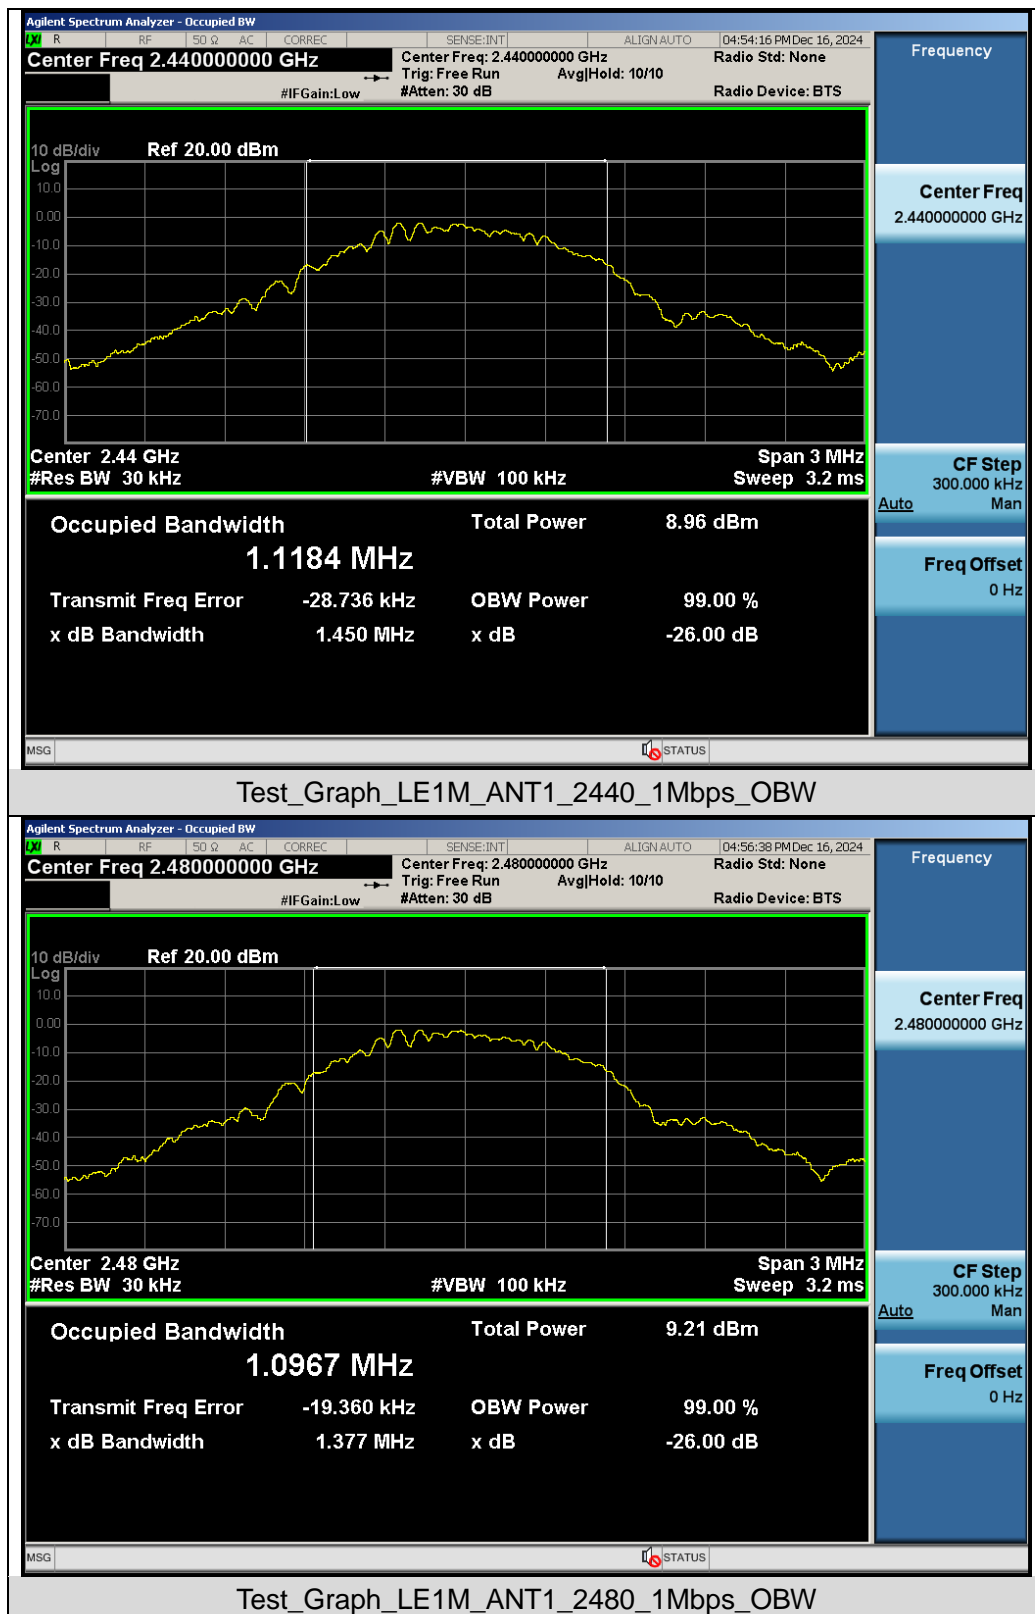 Agilent Spectrum Analyzer - Occupied BW
LXI R RF 50 Ω AC CORREC SENSE:INT ALIGN AUTO 04:54:16 PM Dec 16, 2024
Center Freq 2.440000000 GHz
Center Freq: 2.440000000 GHz
Radio Std: None
Trig: Free Run Avg|Hold: 10/10
#IFGain:Low
#Atten: 30 dB
Radio Device: BTS
10 dB/div Ref 20.00 dBm
Log
10.0
0.00
-10.0
-20.0
-30.0
-40.0
-50.0
-60.0
-70.0
Center 2.44 GHz Span 3 MHz
#Res BW 30 kHz #VBW 100 kHz Sweep 3.2 ms
Occupied Bandwidth Total Power 8.96 dBm
1.1184 MHz
Transmit Freq Error -28.736 kHz OBW Power 99.00 %
x dB Bandwidth 1.450 MHz x dB -26.00 dB
MSG STATUS
Frequency
Center Freq
2.440000000 GHz
CF Step
300.000 kHz
Auto Man
Freq Offset
0 Hz
Test_Graph_LE1M_ANT1_2440_1Mbps_OBW
Agilent Spectrum Analyzer - Occupied BW
LXI R RF 50 Ω AC CORREC SENSE:INT ALIGN AUTO 04:56:38 PM Dec 16, 2024
Center Freq 2.480000000 GHz
Center Freq: 2.480000000 GHz
Radio Std: None
Trig: Free Run Avg|Hold: 10/10
#IFGain:Low
#Atten: 30 dB
Radio Device: BTS
10 dB/div Ref 20.00 dBm
Log
10.0
0.00
-10.0
-20.0
-30.0
-40.0
-50.0
-60.0
-70.0
Center 2.48 GHz Span 3 MHz
#Res BW 30 kHz #VBW 100 kHz Sweep 3.2 ms
Occupied Bandwidth Total Power 9.21 dBm
1.0967 MHz
Transmit Freq Error -19.360 kHz OBW Power 99.00 %
x dB Bandwidth 1.377 MHz x dB -26.00 dB
MSG STATUS
Frequency
Center Freq
2.480000000 GHz
CF Step
300.000 kHz
Auto Man
Freq Offset
0 Hz
Test_Graph_LE1M_ANT1_2480_1Mbps_OBW